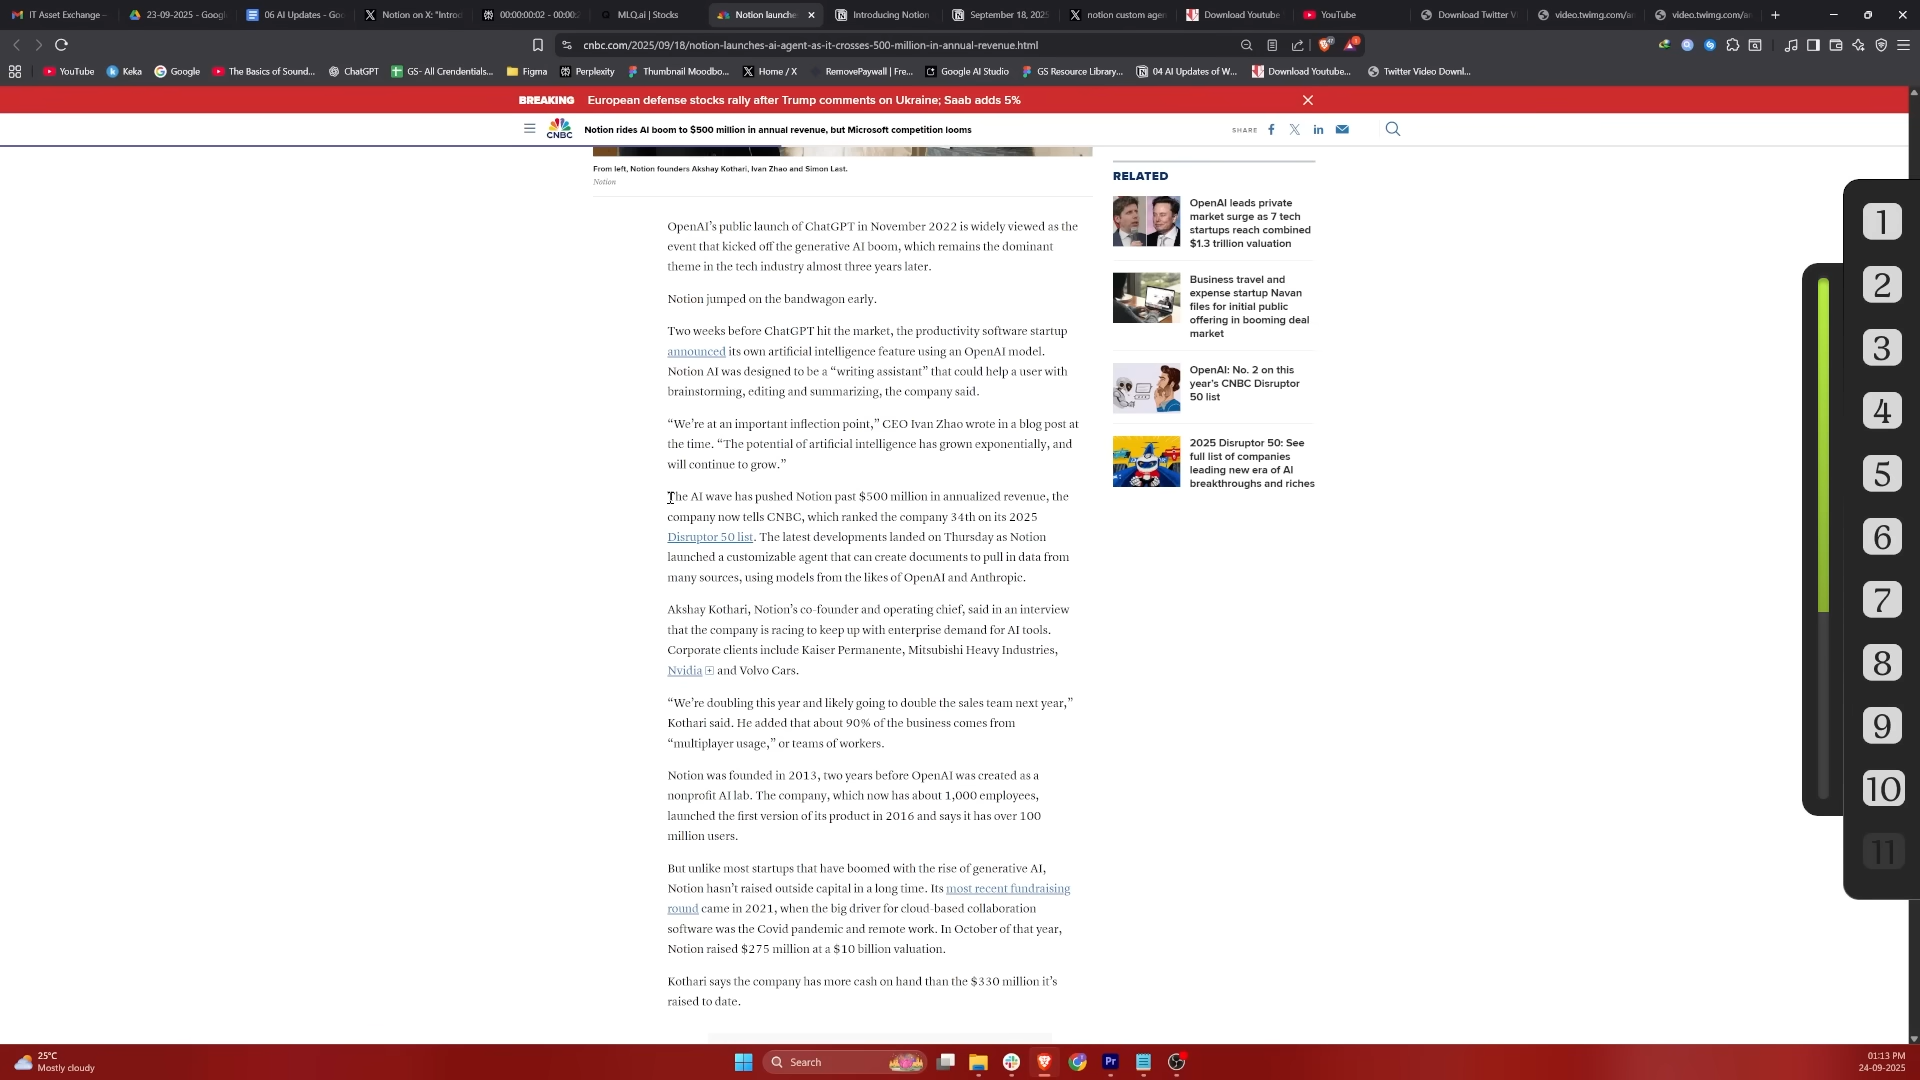 IT Asset Exchange –
23-09-2025 - Googl
06 AI Updates - Goo
Notion on X: "Introd
00:00:00:02 - 00:00:
MLQ.ai | Stocks
Notion launche
Introducing Notion
September 18, 2025
notion custom agen
Download Youtube
YouTube
Download Twitter V
video.twimg.com/am
video.twimg.com/am
cnbc.com/2025/09/18/notion-launches-ai-agent-as-it-crosses-500-million-in-annual-revenue.html
YouTube
Keka
Google
The Basics of Sound...
ChatGPT
GS- All Crendentials...
Figma
Perplexity
Thumbnail Moodbo...
Home / X
RemovePaywall | Fre...
Google AI Studio
GS Resource Library...
04 AI Updates of W...
Download Youtube...
Twitter Video Downl...
BREAKING European defense stocks rally after Trump comments on Ukraine; Saab adds 5%
CNBC
Notion rides AI boom to $500 million in annual revenue, but Microsoft competition looms
SHARE
From left, Notion founders Akshay Kothari, Ivan Zhao and Simon Last.
Notion
OpenAI's public launch of ChatGPT in November 2022 is widely viewed as the
event that kicked off the generative AI boom, which remains the dominant
theme in the tech industry almost three years later.
Notion jumped on the bandwagon early.
Two weeks before ChatGPT hit the market, the productivity software startup
announced its own artificial intelligence feature using an OpenAI model.
Notion AI was designed to be a “writing assistant” that could help a user with
brainstorming, editing and summarizing, the company said.
“We’re at an important inflection point,” CEO Ivan Zhao wrote in a blog post at
the time. “The potential of artificial intelligence has grown exponentially, and
will continue to grow.”
The AI wave has pushed Notion past $500 million in annualized revenue, the
company now tells CNBC, which ranked the company 34th on its 2025
Disruptor 50 list. The latest developments landed on Thursday as Notion
launched a customizable agent that can create documents to pull in data from
many sources, using models from the likes of OpenAI and Anthropic.
Akshay Kothari, Notion’s co-founder and operating chief, said in an interview
that the company is racing to keep up with enterprise demand for AI tools.
Corporate clients include Kaiser Permanente, Mitsubishi Heavy Industries,
Nvidia and Volvo Cars.
“We’re doubling this year and likely going to double the sales team next year,”
Kothari said. He added that about 90% of the business comes from
“multiplayer usage,” or teams of workers.
Notion was founded in 2013, two years before OpenAI was created as a
nonprofit AI lab. The company, which now has about 1,000 employees,
launched the first version of its product in 2016 and says it has over 100
million users.
But unlike most startups that have boomed with the rise of generative AI,
Notion hasn’t raised outside capital in a long time. Its most recent fundraising
round came in 2021, when the big driver for cloud-based collaboration
software was the Covid pandemic and remote work. In October of that year,
Notion raised $275 million at a $10 billion valuation.
Kothari says the company has more cash on hand than the $330 million it’s
raised to date.
RELATED
OpenAI leads private
market surge as 7 tech
startups reach combined
$1.3 trillion valuation
Business travel and
expense startup Navan
files for initial public
offering in booming deal
market
OpenAI: No. 2 on this
year's CNBC Disruptor
50 list
2025 Disruptor 50: See
full list of companies
leading new era of AI
breakthroughs and riches
1
2
3
4
5
6
7
8
9
10
11
25°C
Mostly cloudy
Search
Pr
01:13 PM
24-09-2025